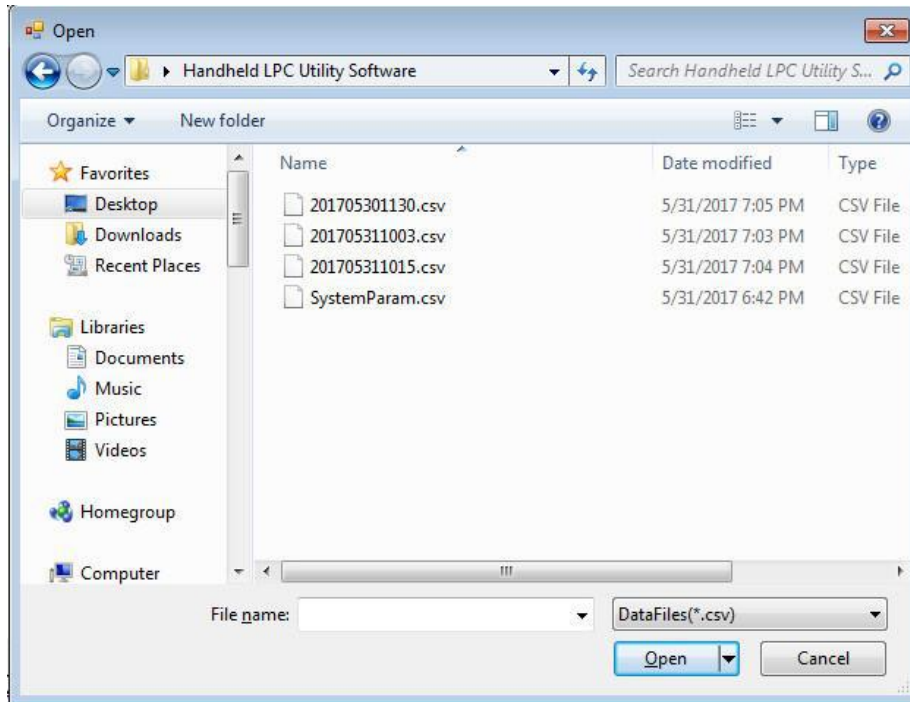 Open
Handheld LPC Utility Software
Search Handheld LPC Utility S...
Organize
New folder
Favorites
Desktop
Downloads
Recent Places
Libraries
Documents
Music
Pictures
Videos
Homegroup
Computer
Name Date modified Type
201705301130.csv 5/31/2017 7:05 PM CSV File
201705311003.csv 5/31/2017 7:03 PM CSV File
201705311015.csv 5/31/2017 7:04 PM CSV File
SystemParam.csv 5/31/2017 6:42 PM CSV File
File name:
DataFiles(*.csv)
Open
Cancel